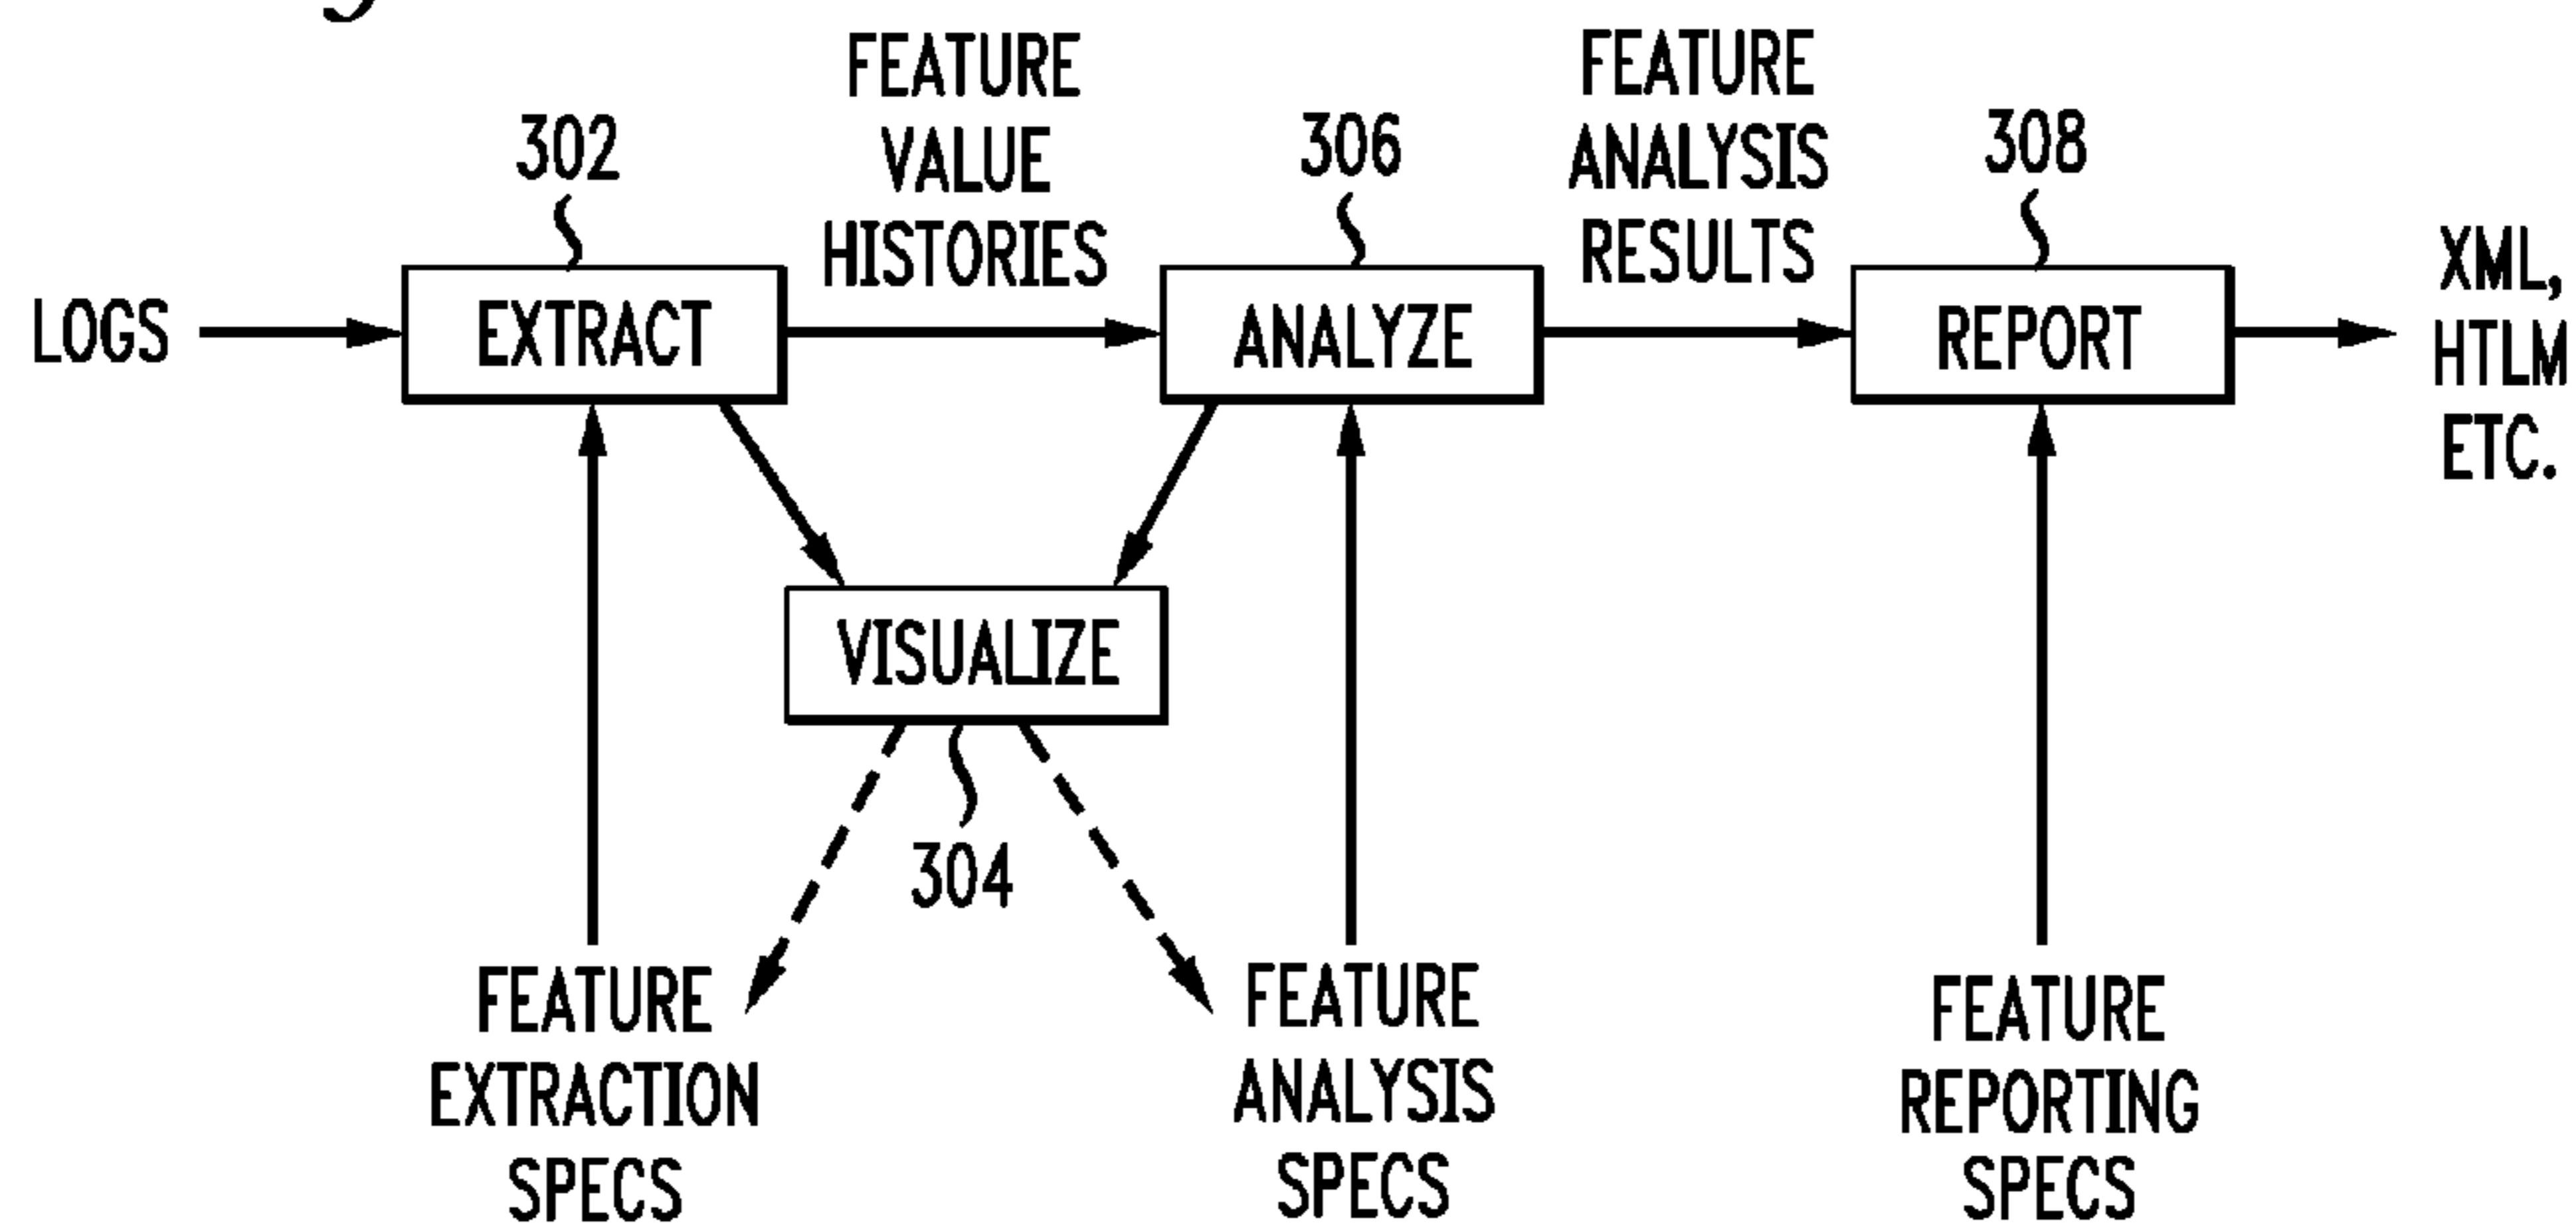 FEATURE
VALUE
HISTORIES
FEATURE
ANALYSIS
RESULTS
302
306
308
LOGS
EXTRACT
ANALYZE
REPORT
XML,
HTLM
ETC.
VISUALIZE
304
FEATURE
EXTRACTION
SPECS
FEATURE
ANALYSIS
SPECS
FEATURE
REPORTING
SPECS